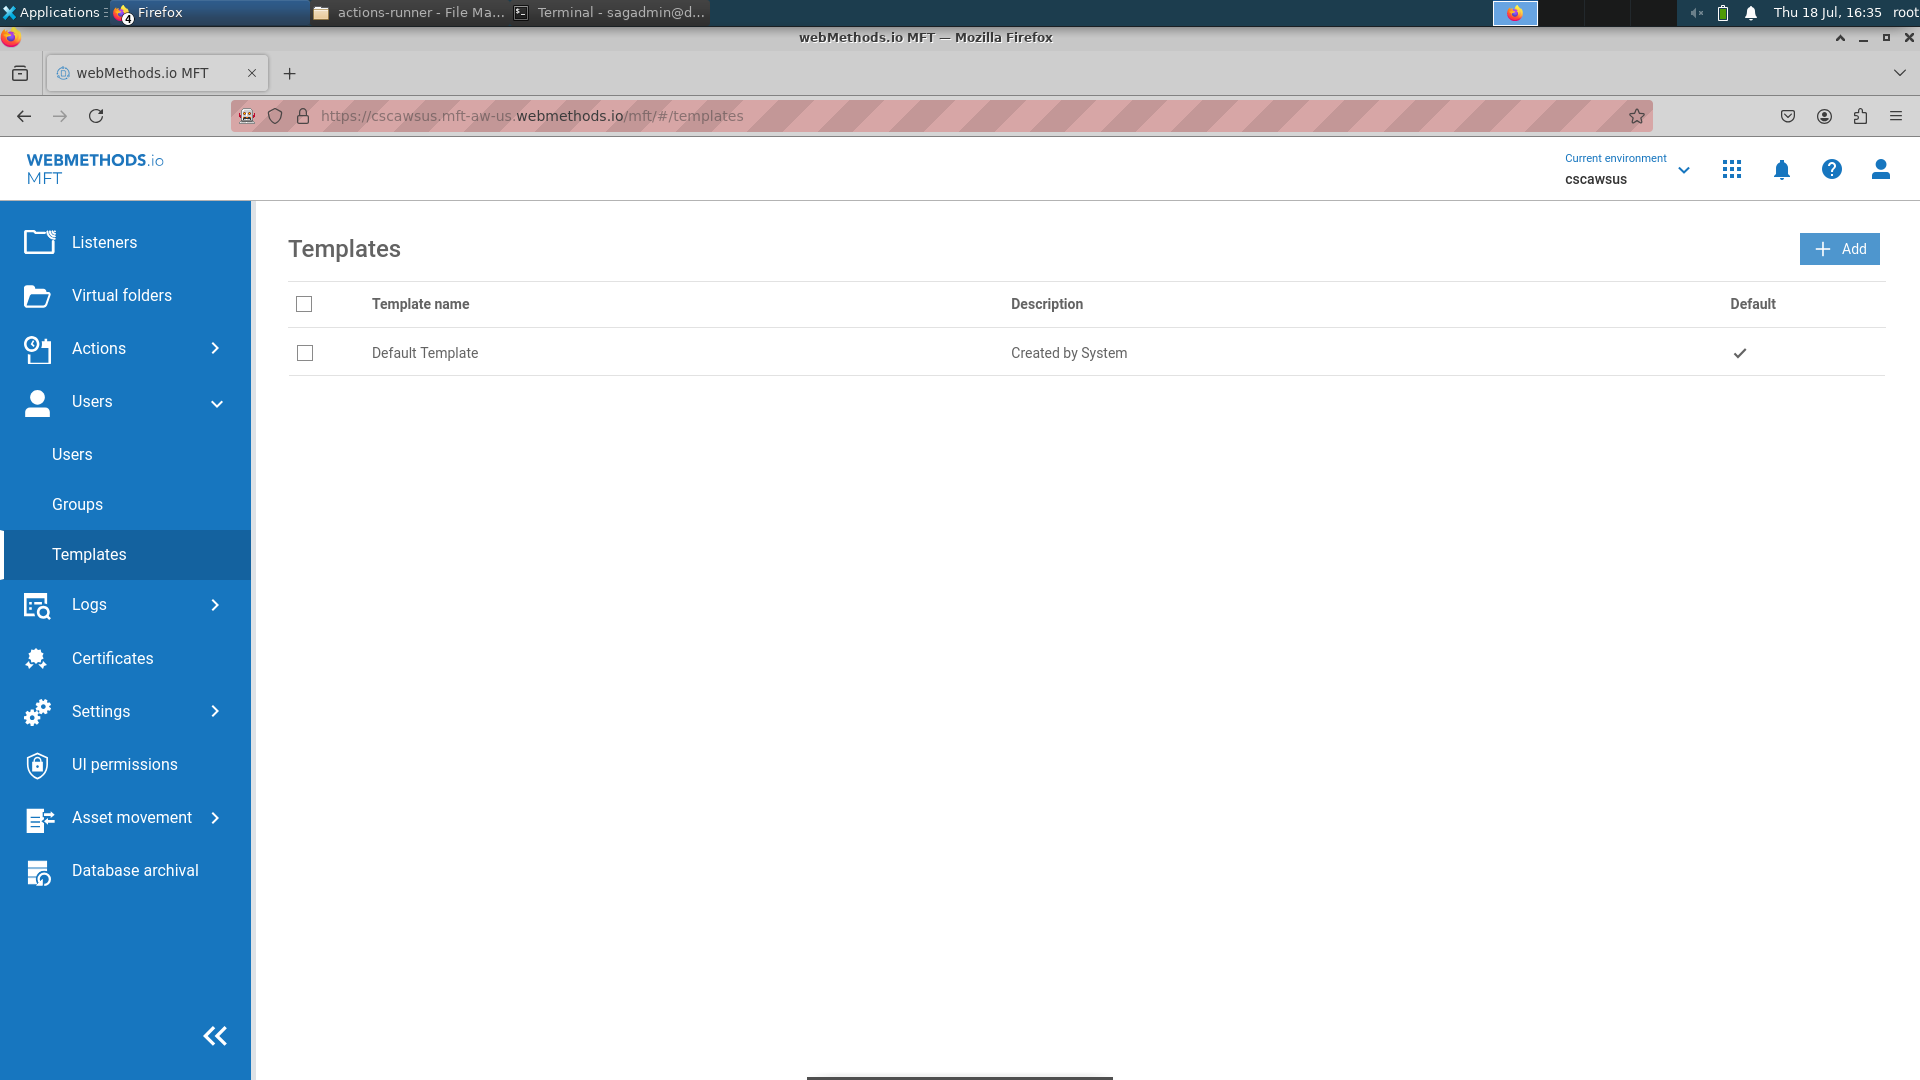 Applications
Firefox
actions-runner - File Ma...
Terminal - sagadmin@d...
Thu 18 Jul, 16:35
root
4
webMethods.io MFT — Mozilla Firefox
webMethods.io MFT
https://cscawsus.mft-aw-us.webmethods.io/mft/#/templates
WEBMETHODS.io
MFT
Current environment
cscawsus
Listeners
Virtual folders
Actions
Users
Users
Groups
Templates
Logs
Certificates
Settings
UI permissions
Asset movement
Database archival
Templates
Add
Template name
Description
Default
Default Template
Created by System